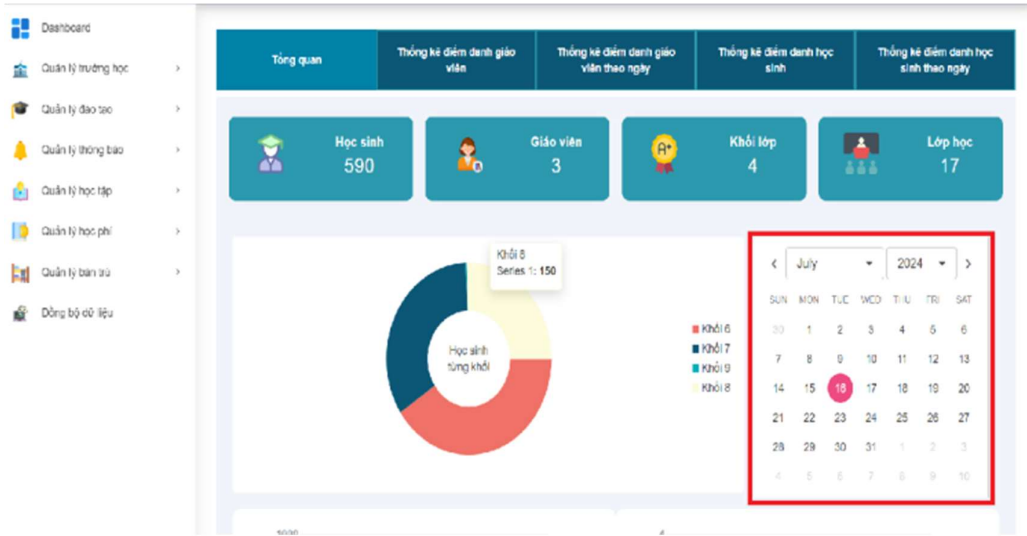 Dashboard
Quản lý trường học
Quản lý đào tạo
Quản lý thông báo
Quản lý học tập
Quản lý học phí
Quản lý bán trú
Đồng bộ dữ liệu
Tổng quan
Thống kê điểm danh giáo
viên
Thống kê điểm danh giáo
viên theo ngày
Thống kê điểm danh học
sinh
Thống kê điểm danh học
sinh theo ngày
Học sinh
590
Giáo viên
3
A+
Khối lớp
4
Lớp học
17
Khối 8
Series 1: 150
Học sinh
từng khối
Khối 6
Khối 7
Khối 9
Khối 8
July 2024
SUN MON TUE WED THU FRI SAT
30 1 2 3 4 5 6
7 8 9 10 11 12 13
14 15 16 17 18 19 20
21 22 23 24 25 26 27
28 29 30 31 1 2 3
4 5 6 7 8 9 10